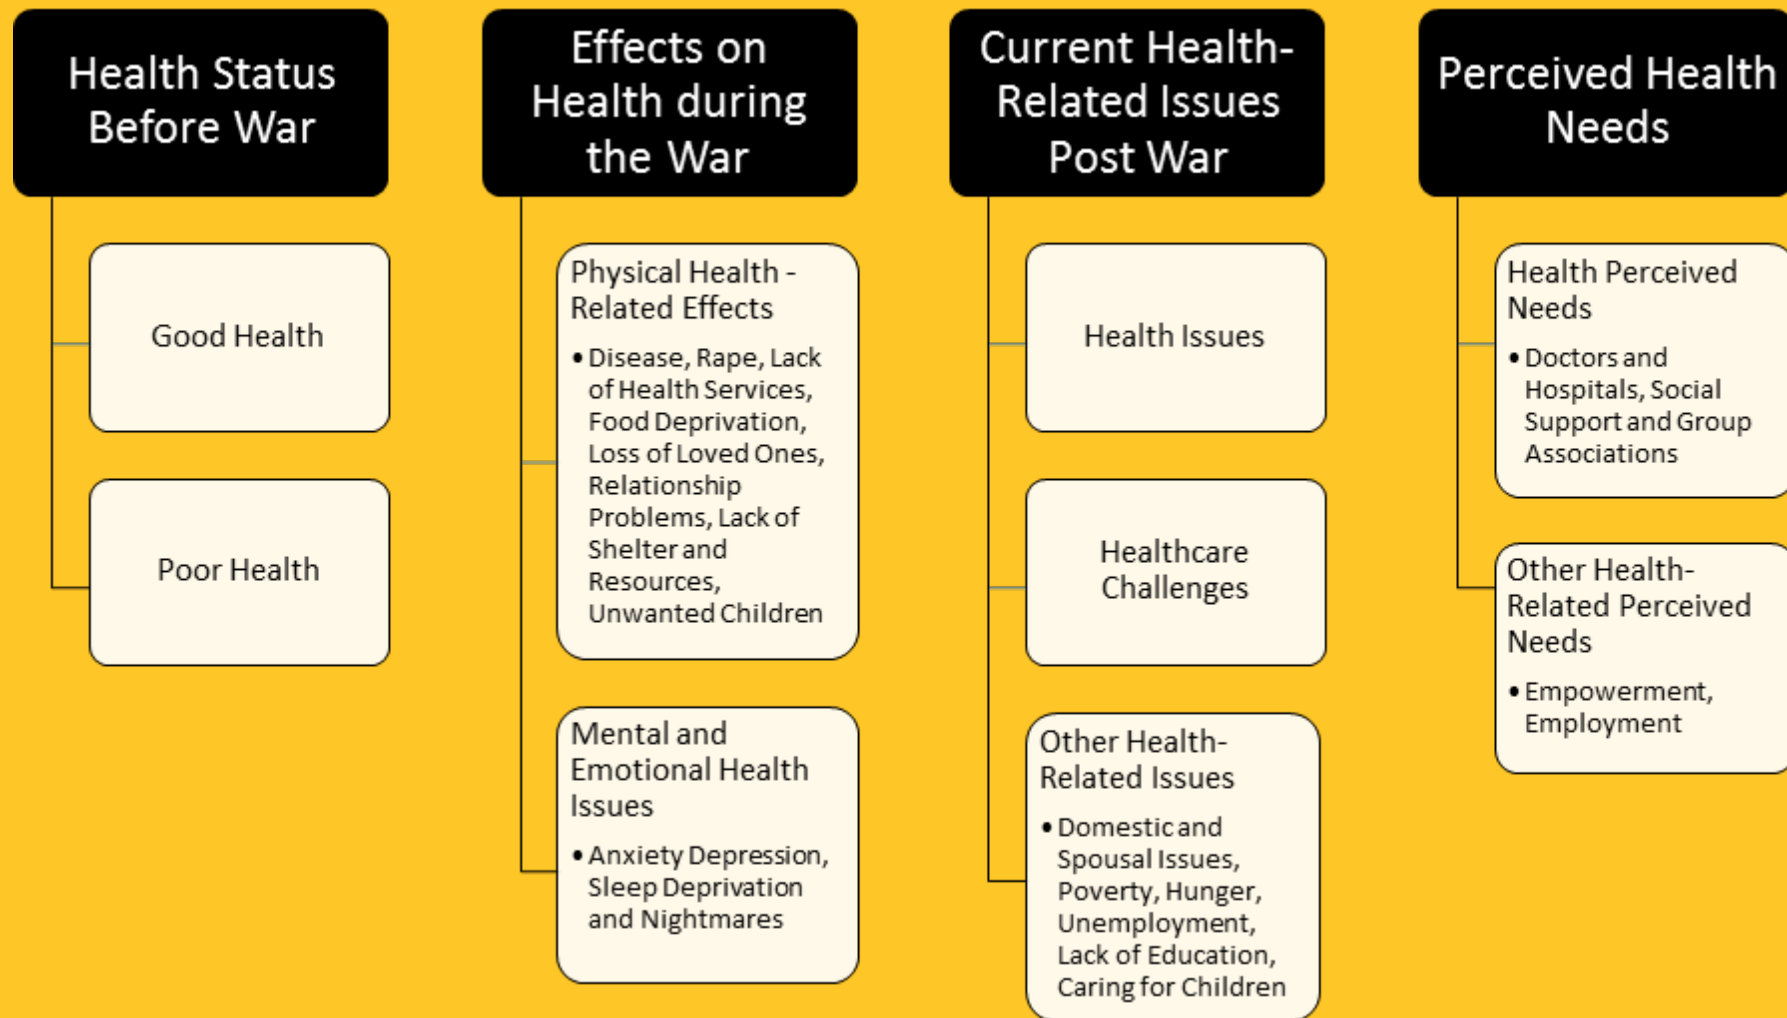 Health Status
Before War
Good Health
Poor Health
Effects on
Health during
the War
Physical Health -
Related Effects
• Disease, Rape, Lack
of Health Services,
Food Deprivation,
Loss of Loved Ones,
Relationship
Problems, Lack of
Shelter and
Resources,
Unwanted Children
Mental and
Emotional Health
Issues
• Anxiety Depression,
Sleep Deprivation
and Nightmares
Current Health-
Related Issues
Post War
Health Issues
Healthcare
Challenges
Other Health-
Related Issues
• Domestic and
Spousal Issues,
Poverty, Hunger,
Unemployment,
Lack of Education,
Caring for Children
Perceived Health
Needs
Health Perceived
Needs
• Doctors and
Hospitals, Social
Support and Group
Associations
Other Health-
Related Perceived
Needs
• Empowerment,
Employment